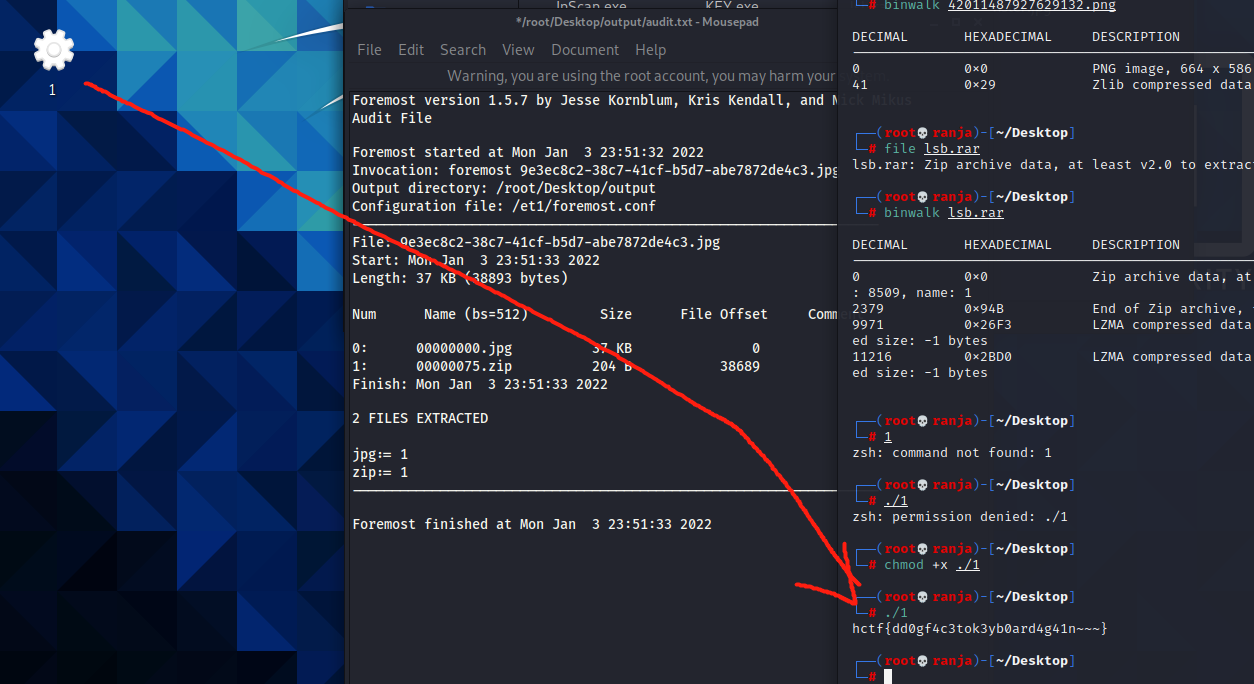 1
InScan.exe
KEY.exe
*/root/Desktop/output/audit.txt - Mousepad
File Edit Search View Document Help
Warning, you are using the root account, you may harm your
Foremost version 1.5.7 by Jesse Kornblum, Kris Kendall, and Nick Mikus
Audit File
Foremost started at Mon Jan  3 23:51:32 2022
Invocation: foremost 9e3ec8c2-38c7-41cf-b5d7-abe7872de4c3.jpg
Output directory: /root/Desktop/output
Configuration file: /et1/foremost.conf
File: 9e3ec8c2-38c7-41cf-b5d7-abe7872de4c3.jpg
Start: Mon Jan  3 23:51:33 2022
Length: 37 KB (38893 bytes)
Num Name (bs=512) Size File Offset Comme
0: 00000000.jpg 37 KB 0
1: 00000075.zip 204 B 38689
Finish: Mon Jan  3 23:51:33 2022
2 FILES EXTRACTED
jpg:= 1
zip:= 1
Foremost finished at Mon Jan  3 23:51:33 2022
# binwalk 42011487927629132.png
DECIMAL HEXADECIMAL DESCRIPTION
0 0×0 PNG image, 664 x 586
41 0×29 Zlib compressed data
(root💀ranja)-[~/Desktop]
# file lsb.rar
lsb.rar: Zip archive data, at least v2.0 to extract
(root💀ranja)-[~/Desktop]
# binwalk lsb.rar
DECIMAL HEXADECIMAL DESCRIPTION
0 0×0 Zip archive data, at
: 8509, name: 1
2379 0×94B End of Zip archive,
9971 0×26F3 LZMA compressed data
ed size: -1 bytes
11216 0×2BD0 LZMA compressed data
ed size: -1 bytes
(root💀ranja)-[~/Desktop]
# 1
zsh: command not found: 1
(root💀ranja)-[~/Desktop]
# ./1
zsh: permission denied: ./1
(root💀ranja)-[~/Desktop]
# chmod +x ./1
(root💀ranja)-[~/Desktop]
# ./1
hctf{dd0gf4c3tok3yb0ard4g41n~~~}
(root💀ranja)-[~/Desktop]
#